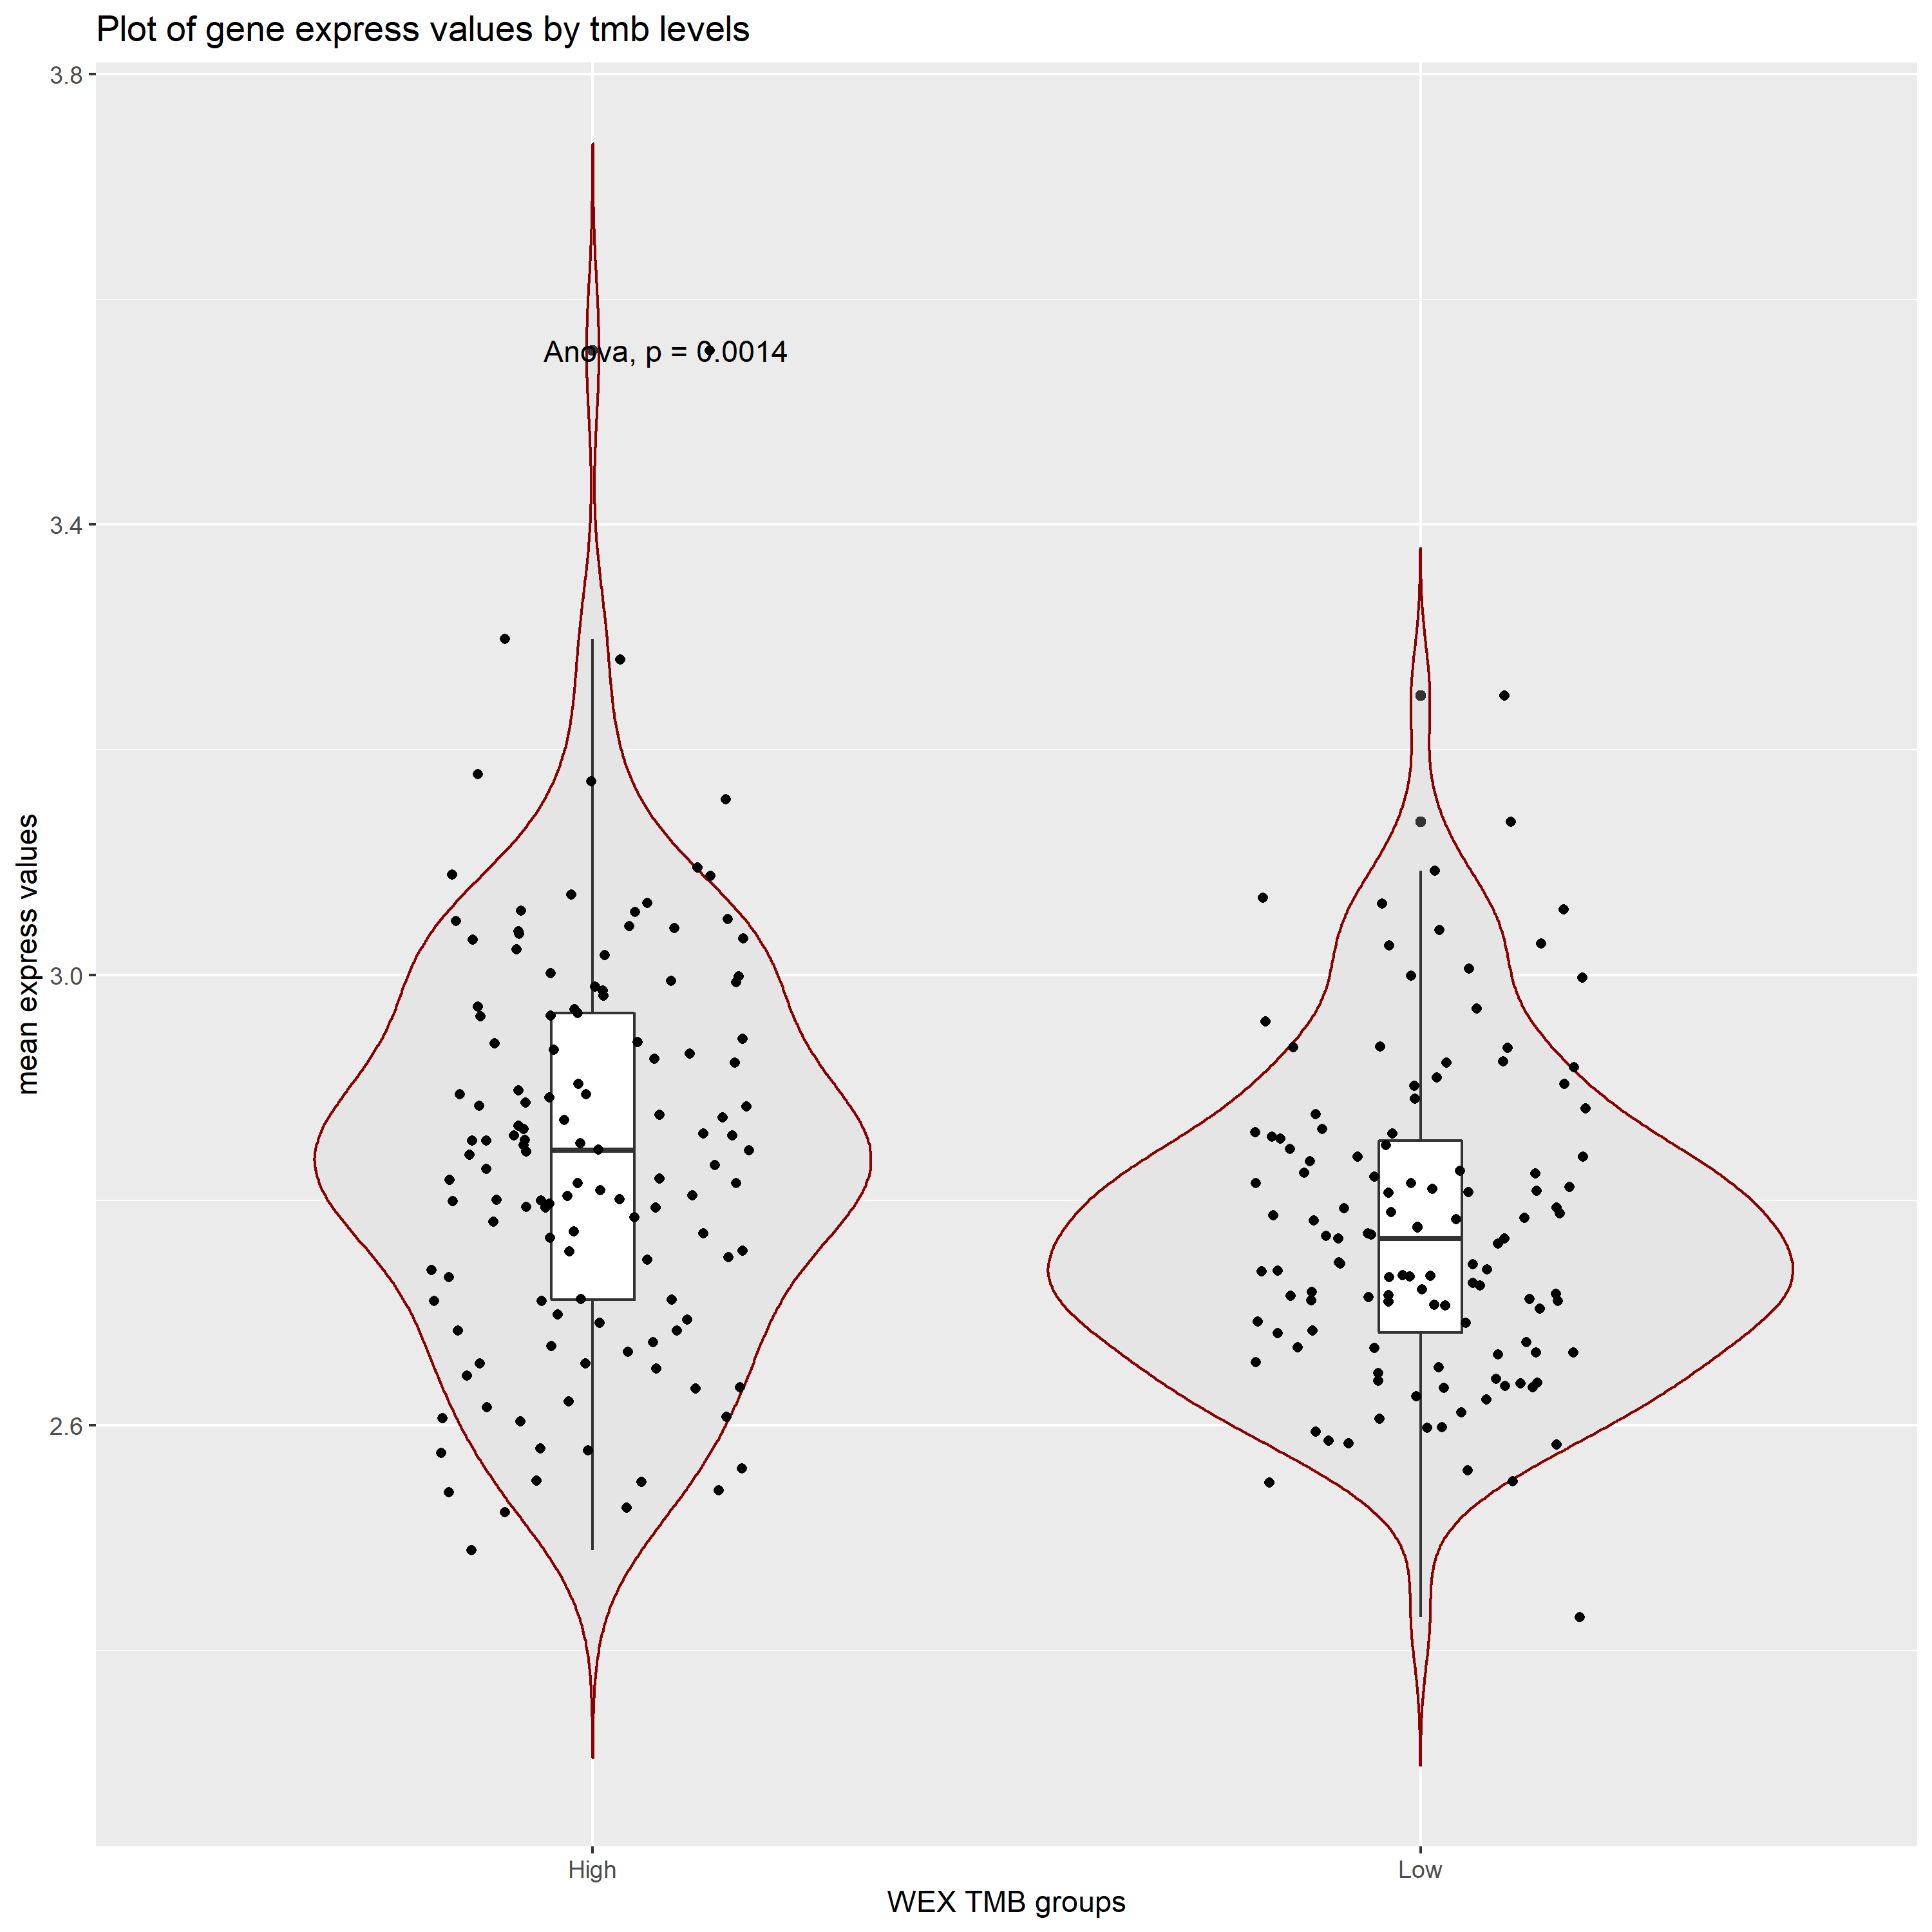 Plot of gene express values by tmb levels
3.8
Anova, p = 0.0014
3.4
mean express values
3.0
2.6
High
Low
WEX TMB groups